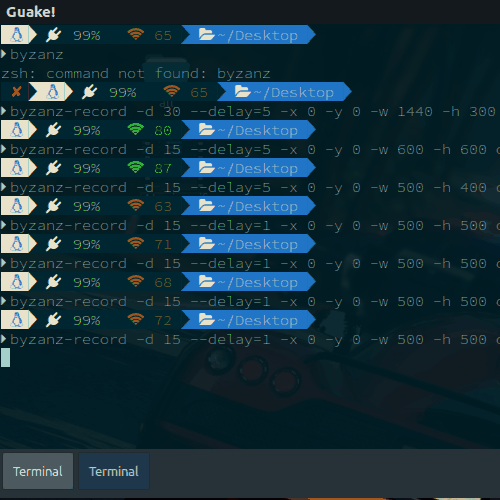 Guake!
99% 65 ~/Desktop
byzanz
zsh: command not found: byzanz
✘ 99% 65 ~/Desktop
byzanz-record -d 30 --delay=5 -x 0 -y 0 -w 1440 -h 300
99% 80 ~/Desktop
byzanz-record -d 15 --delay=5 -x 0 -y 0 -w 600 -h 600 c
99% 87 ~/Desktop
byzanz-record -d 15 --delay=5 -x 0 -y 0 -w 500 -h 400 c
99% 63 ~/Desktop
byzanz-record -d 15 --delay=1 -x 0 -y 0 -w 500 -h 500 c
99% 71 ~/Desktop
byzanz-record -d 15 --delay=1 -x 0 -y 0 -w 500 -h 500 c
99% 68 ~/Desktop
byzanz-record -d 15 --delay=1 -x 0 -y 0 -w 500 -h 500 c
99% 72 ~/Desktop
byzanz-record -d 15 --delay=1 -x 0 -y 0 -w 500 -h 500 c
Terminal Terminal